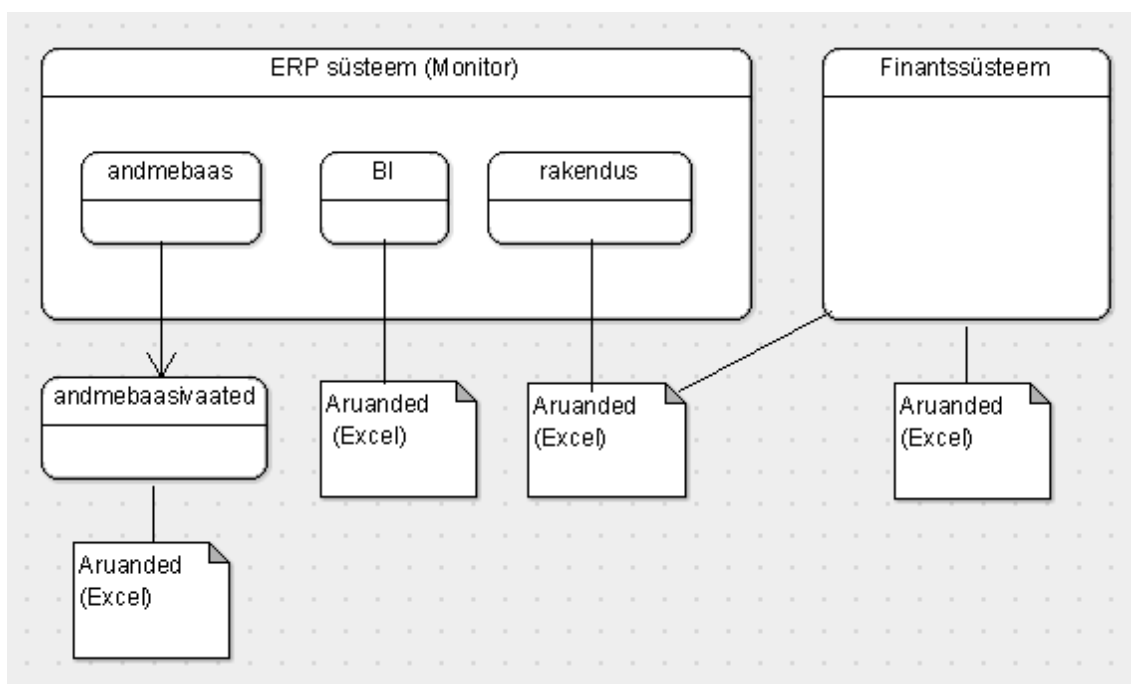 ERP süsteem (Monitor)
Finantssüsteem
andmebaas
BI
rakendus
andmebaasivaated
Aruanded
(Excel)
Aruanded
(Excel)
Aruanded
(Excel)
Aruanded
(Excel)